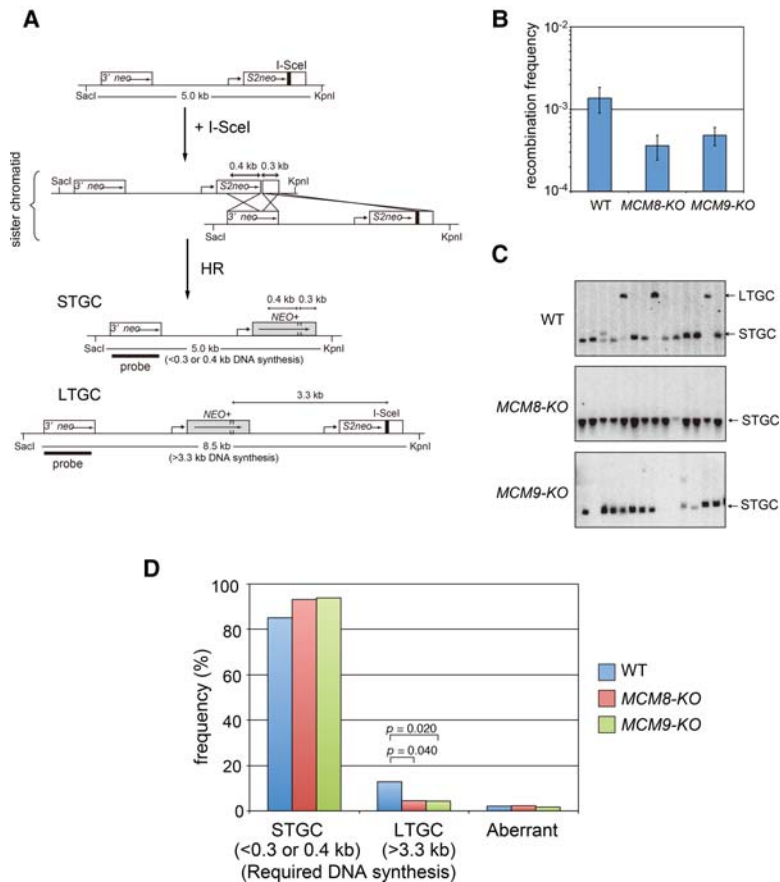 A
I-SceI
3' neo
S2neo
SacI
5.0 kb
KpnI
+ I-SceI
0.4 kb 0.3 kb
SacI
3' neo
S2neo
KpnI
sister chromatid
3' neo
S2neo
SacI
KpnI
HR
STGC
0.4 kb 0.3 kb
NEO+
3' neo
SacI
5.0 kb
KpnI
probe
(<0.3 or 0.4 kb DNA synthesis)
LTGC
3.3 kb
NEO+
I-SceI
3' neo
S2neo
SacI
8.5 kb
KpnI
probe
(>3.3 kb DNA synthesis)
B
recombination frequency
10-2
10-3
10-4
WT MCM8-KO MCM9-KO
C
WT
LTGC
STGC
MCM8-KO
STGC
MCM9-KO
STGC
D
frequency (%)
100
80
60
40
20
0
p = 0.020
p = 0.040
WT
MCM8-KO
MCM9-KO
STGC LTGC Aberrant
(<0.3 or 0.4 kb) (>3.3 kb)
(Required DNA synthesis)